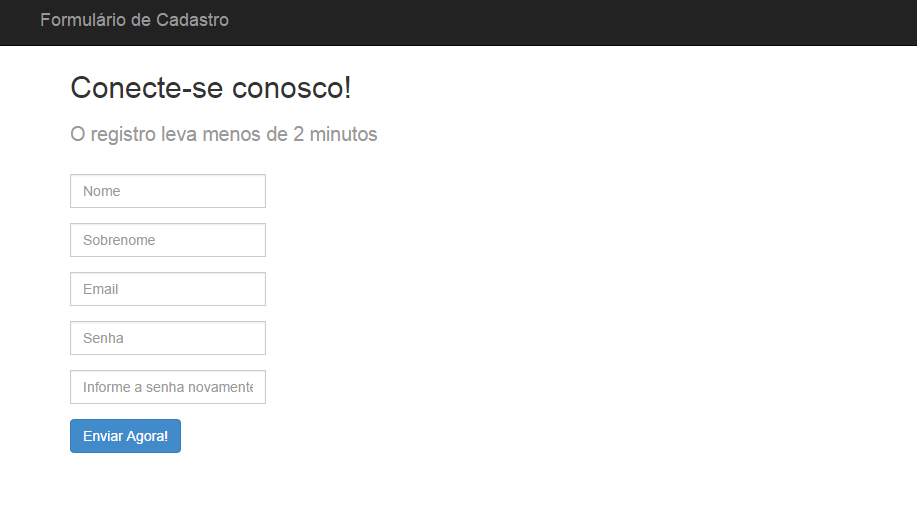 Formulário de Cadastro
Conecte-se conosco!
O registro leva menos de 2 minutos
Nome
Sobrenome
Email
Senha
Informe a senha novamente
Enviar Agora!